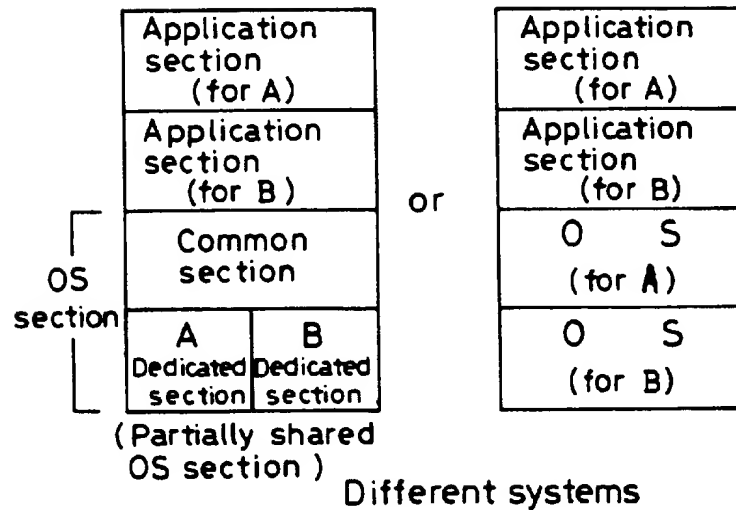 Application
section
(for A)
Application
section
(for B)
OS
section
Common
section
A
Dedicated
section
B
Dedicated
section
(Partially shared
OS section)
or
Application
section
(for A)
Application
section
(for B)
O S
(for A)
O S
(for B)
Different systems